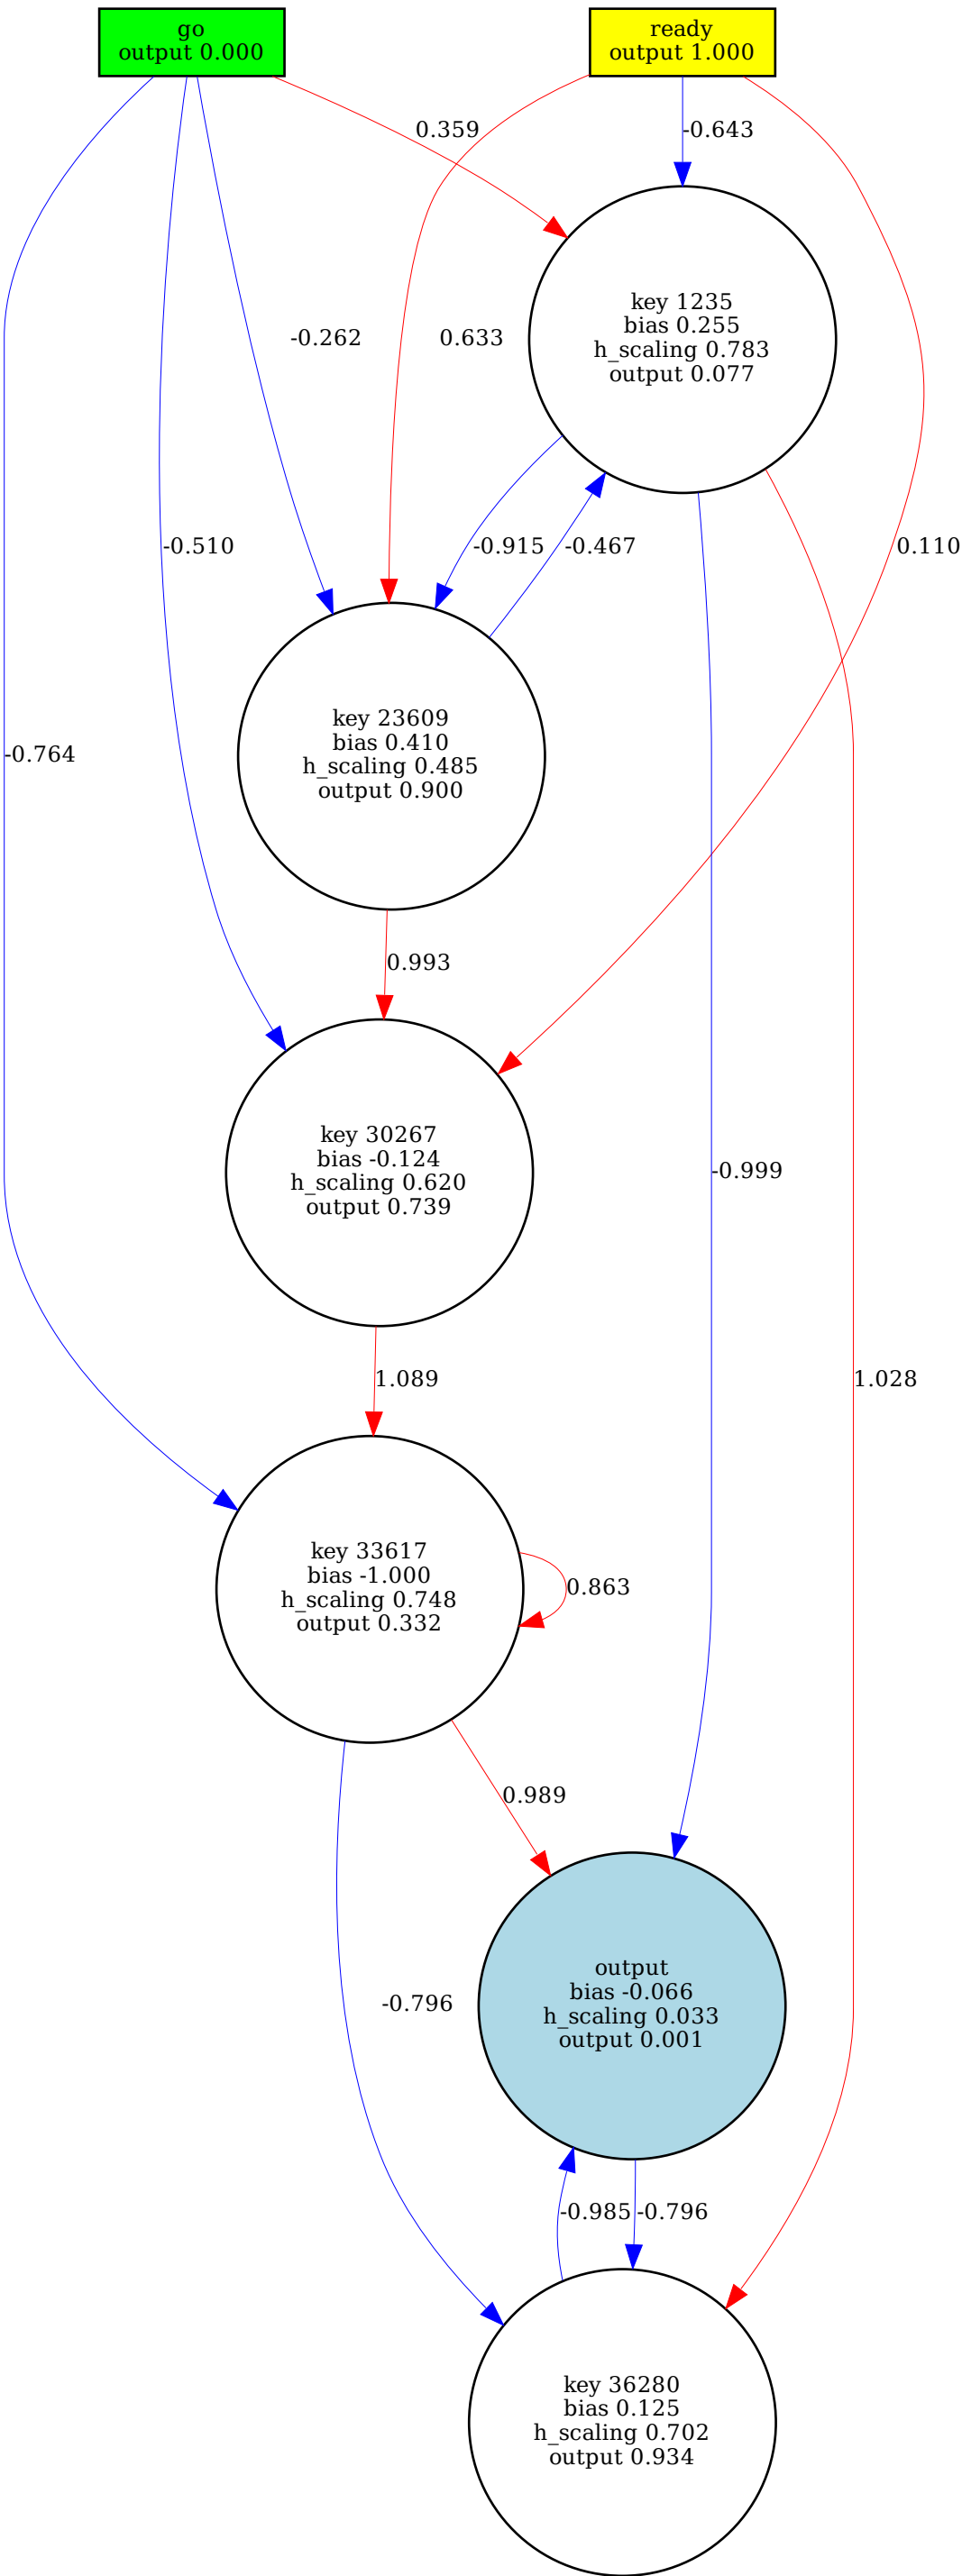 go
output 0.000
ready
output 1.000
0.359
-0.643
key 1235
bias 0.255
h_scaling 0.783
output 0.077
-0.262
0.633
-0.510
-0.915
-0.467
0.110
key 23609
bias 0.410
h_scaling 0.485
output 0.900
-0.764
0.993
key 30267
bias -0.124
h_scaling 0.620
output 0.739
-0.999
1.089
1.028
key 33617
bias -1.000
h_scaling 0.748
output 0.332
0.863
0.989
output
bias -0.066
h_scaling 0.033
output 0.001
-0.796
-0.985
-0.796
key 36280
bias 0.125
h_scaling 0.702
output 0.934